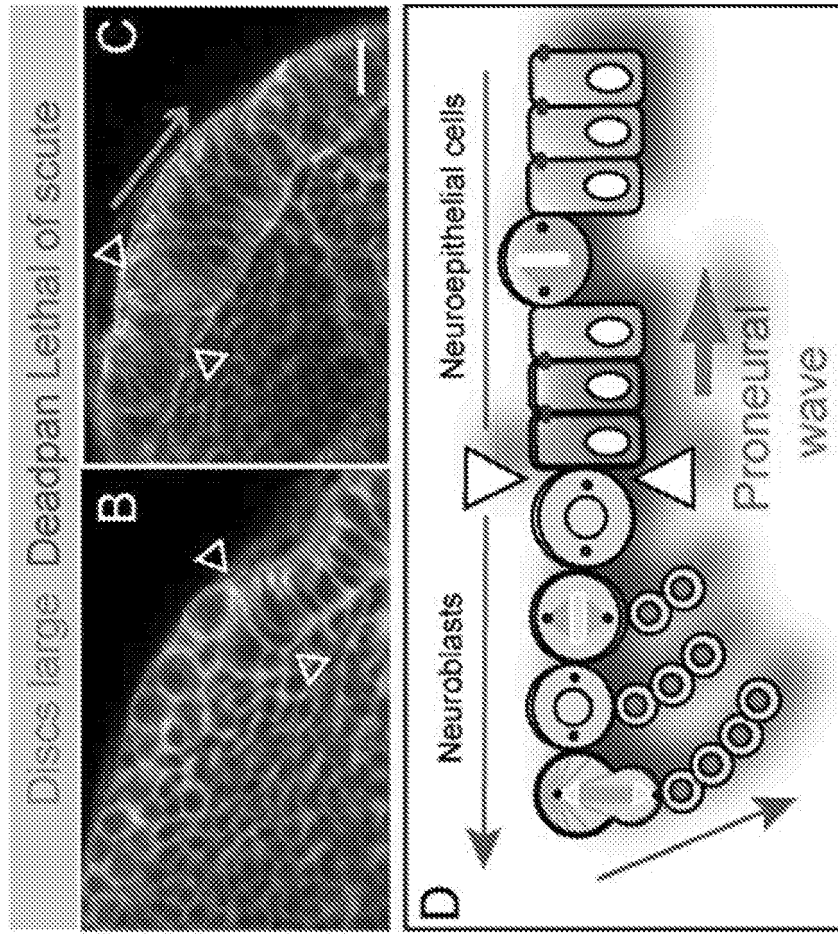 Discs large Deadpan Lethal of scute
B
C
D
Neuroblasts
Neuroepithelial cells
Proneural
wave